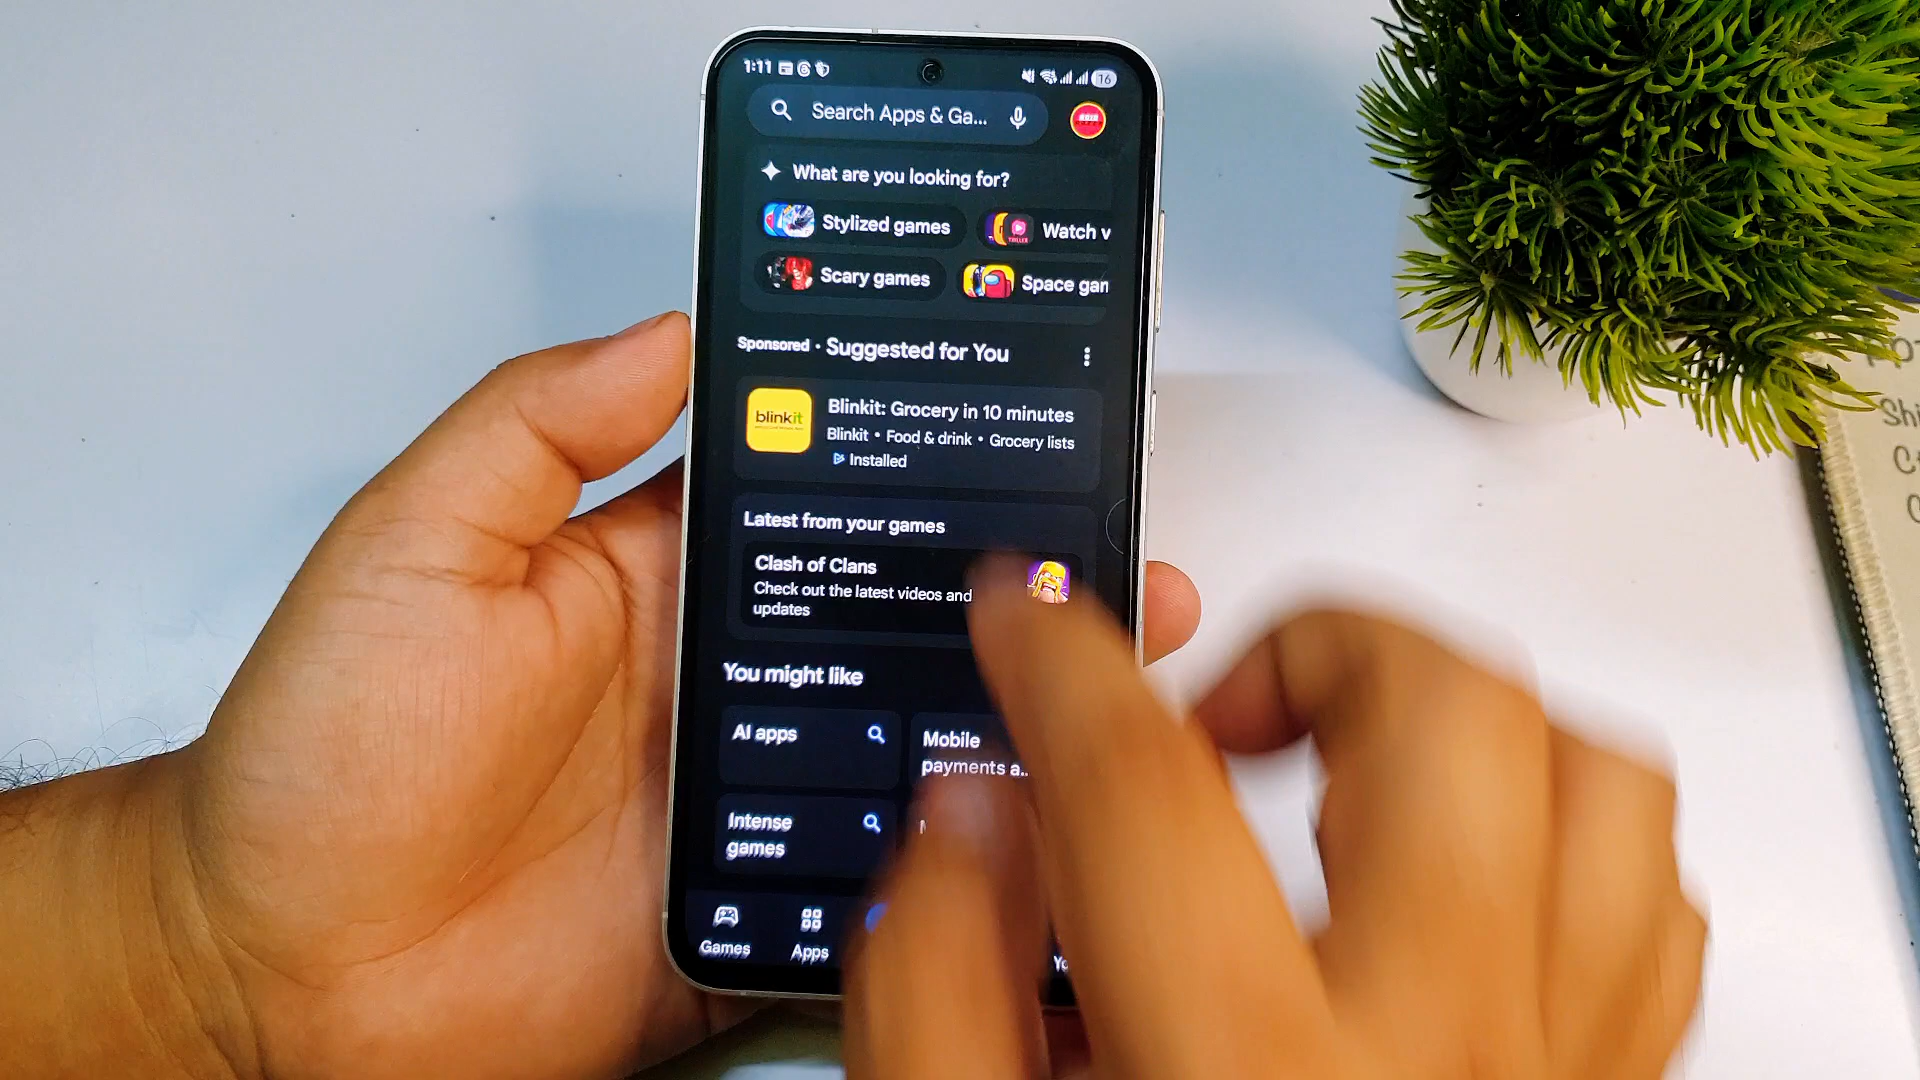 1:11
16
Search Apps & Ga...
What are you looking for?
Stylized games
Watch v
Scary games
Space gan
Sponsored • Suggested for You
blinkit
Blinkit: Grocery in 10 minutes
Blinkit • Food & drink • Grocery lists
Installed
Latest from your games
Clash of Clans
Check out the latest videos and
updates
You might like
AI apps
Mobile
payments a..
Intense
games
Games
Apps
Yo
Shi